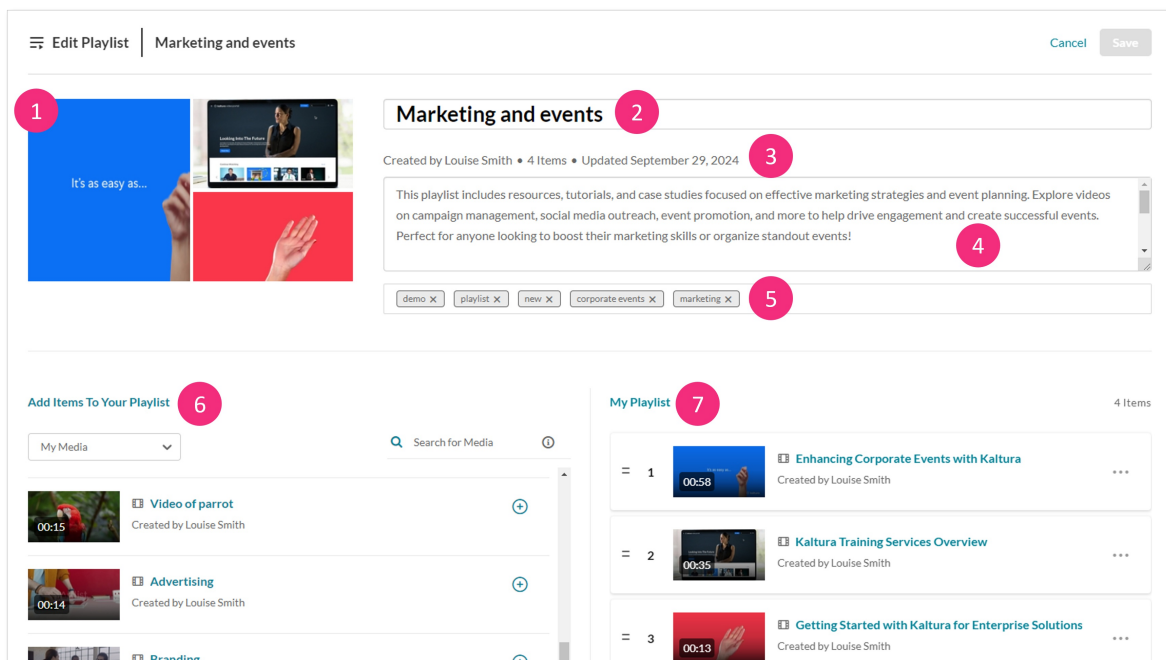 Edit Playlist Marketing and events Cancel Save
1
It's as easy as...
Looking Into The Future
Marketing and events 2
Created by Louise Smith • 4 Items • Updated September 29, 2024 3
This playlist includes resources, tutorials, and case studies focused on effective marketing strategies and event planning. Explore videos
on campaign management, social media outreach, event promotion, and more to help drive engagement and create successful events.
Perfect for anyone looking to boost their marketing skills or organize standout events!
4
demo × playlist × new × corporate events × marketing × 5
Add Items To Your Playlist 6
My Media Search for Media
00:15 Video of parrot
Created by Louise Smith
00:14 Advertising
Created by Louise Smith
Branding
My Playlist 7 4 Items
1 00:58 Enhancing Corporate Events with Kaltura
Created by Louise Smith
2 00:35 Kaltura Training Services Overview
Created by Louise Smith
3 00:13 Getting Started with Kaltura for Enterprise Solutions
Created by Louise Smith